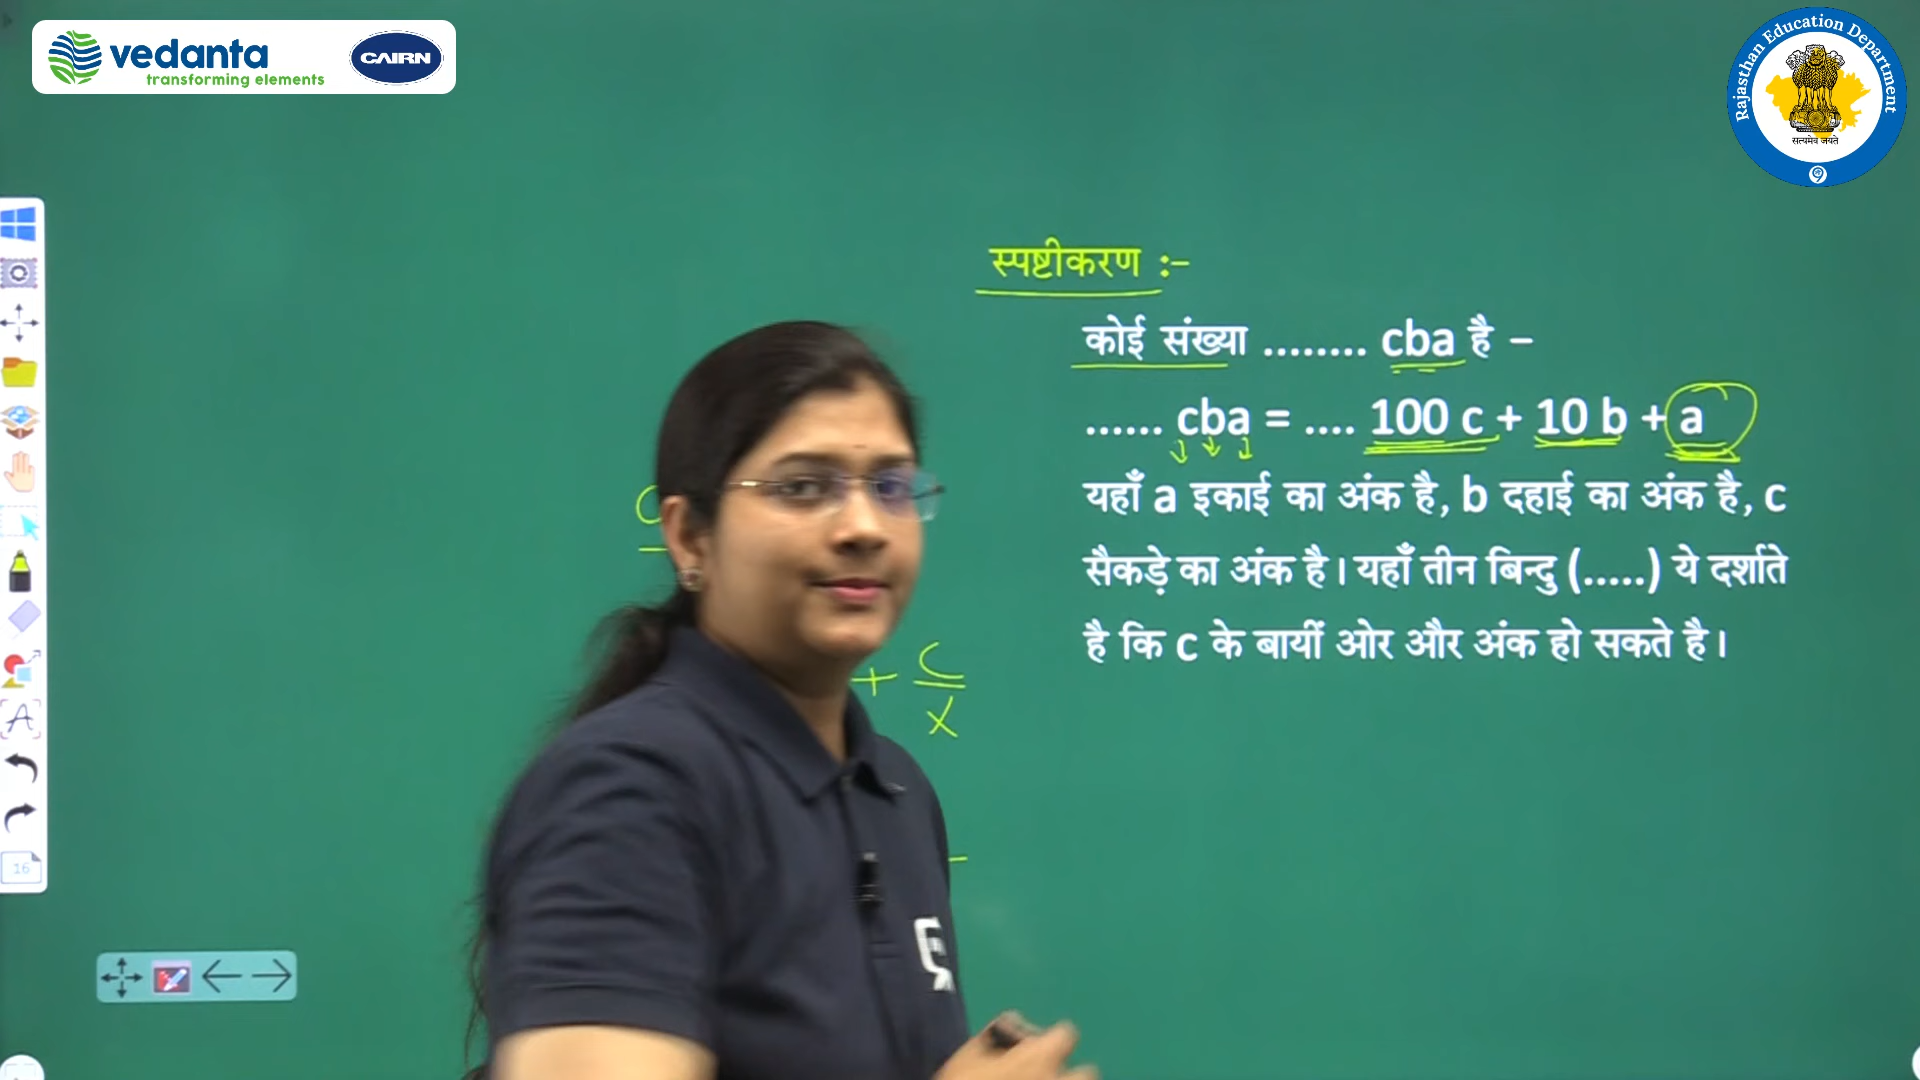 vedanta
transforming elements
CAIRN
Rajasthan Education Department
सत्यमेव जयते
स्पष्टीकरण :-
कोई संख्या ........ cba है –
...... cba = .... 100 c + 10 b + a
यहाँ a इकाई का अंक है, b दहाई का अंक है, c
सैकड़े का अंक है। यहाँ तीन बिन्दु (.....) ये दर्शाते
है कि c के बायीं ओर और अंक हो सकते है।
+ c
x
16